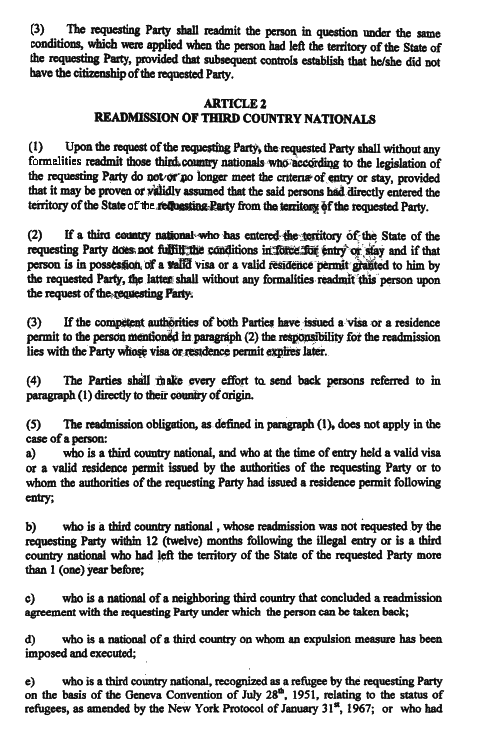 (3) The requesting Party shall readmit the person in question under the same
conditions, which were applied when the person had left the territory of the State of
the requesting Party, provided that subsequent controls establish that he/she did not
have the citizenship of the requested Party.
ARTICLE 2
READMISSION OF THIRD COUNTRY NATIONALS
(1) Upon the request of the requesting Party, the requested Party shall without any
formalities readmit those third country nationals who according to the legislation of
the requesting Party do not or no longer meet the criteria of entry or stay, provided
that it may be proven or validly assumed that the said persons had directly entered the
territory of the State of the requesting Party from the territory of the requested Party.
(2) If a third country national who has entered the territory of the State of the
requesting Party does not fulfill the conditions in force for entry or stay and if that
person is in possession of a valid visa or a valid residence permit granted to him by
the requested Party, the latter shall without any formalities readmit this person upon
the request of the requesting Party.
(3) If the competent authorities of both Parties have issued a visa or a residence
permit to the person mentioned in paragraph (2) the responsibility for the readmission
lies with the Party whose visa or residence permit expires later.
(4) The Parties shall make every effort to send back persons referred to in
paragraph (1) directly to their country of origin.
(5) The readmission obligation, as defined in paragraph (1), does not apply in the
case of a person:
a) who is a third country national, and who at the time of entry held a valid visa
or a valid residence permit issued by the authorities of the requesting Party or to
whom the authorities of the requesting Party had issued a residence permit following
entry;
b) who is a third country national , whose readmission was not requested by the
requesting Party within 12 (twelve) months following the illegal entry or is a third
country national who had left the territory of the State of the requested Party more
than 1 (one) year before;
c) who is a national of a neighboring third country that concluded a readmission
agreement with the requesting Party under which the person can be taken back;
d) who is a national of a third country on whom an expulsion measure has been
imposed and executed;
e) who is a third country national, recognized as a refugee by the requesting Party
on the basis of the Geneva Convention of July 28th, 1951, relating to the status of
refugees, as amended by the New York Protocol of January 31st, 1967; or who had